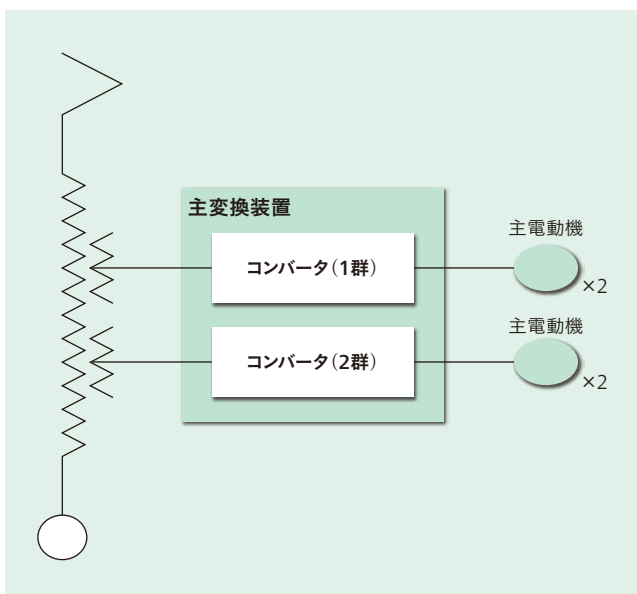 主変換装置
コンバータ（1群）
主電動機
×2
コンバータ（2群）
主電動機
×2